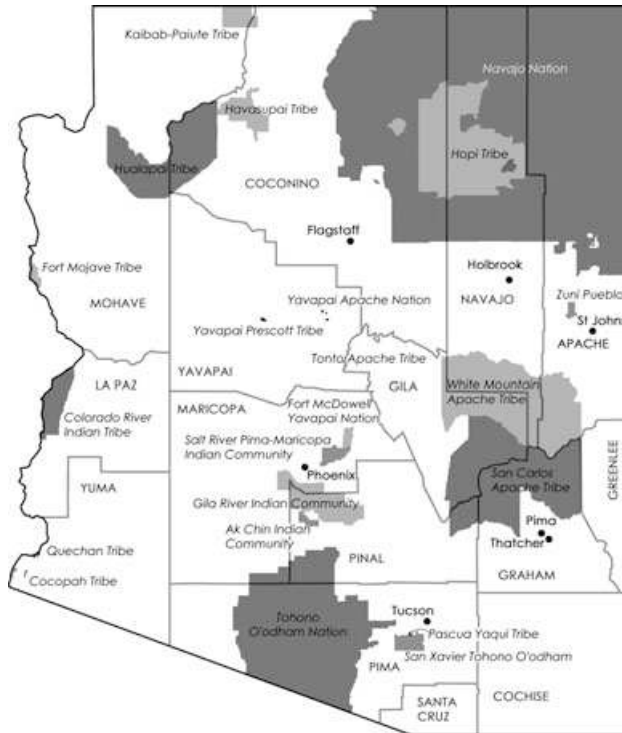 Kaibab-Paiute Tribe
Navajo Nation
Havasupai Tribe
Hopi Tribe
Hualapai Tribe
COCONINO
Flagstaff
Fort Mojave Tribe
Holbrook
MOHAVE
Yavapai Apache Nation
NAVAJO
Zuni Pueblo
Yavapai Prescott Tribe
St Johns
APACHE
Tonto Apache Tribe
YAVAPAI
LA PAZ
GILA
White Mountain
Apache Tribe
MARICOPA
Fort McDowell
Yavapai Nation
Colorado River
Indian Tribe
Salt River Pima-Maricopa
Indian Community
Phoenix
San Carlos
Apache Tribe
GREENLEE
YUMA
Gila River Indian Community
Ak Chin Indian
Community
Pima
Thatcher
Quechan Tribe
PINAL
GRAHAM
Cocopah Tribe
Tohono
O'odham Nation
Tucson
Pascua Yaqui Tribe
San Xavier Tohono O'odham
PIMA
SANTA
CRUZ
COCHISE